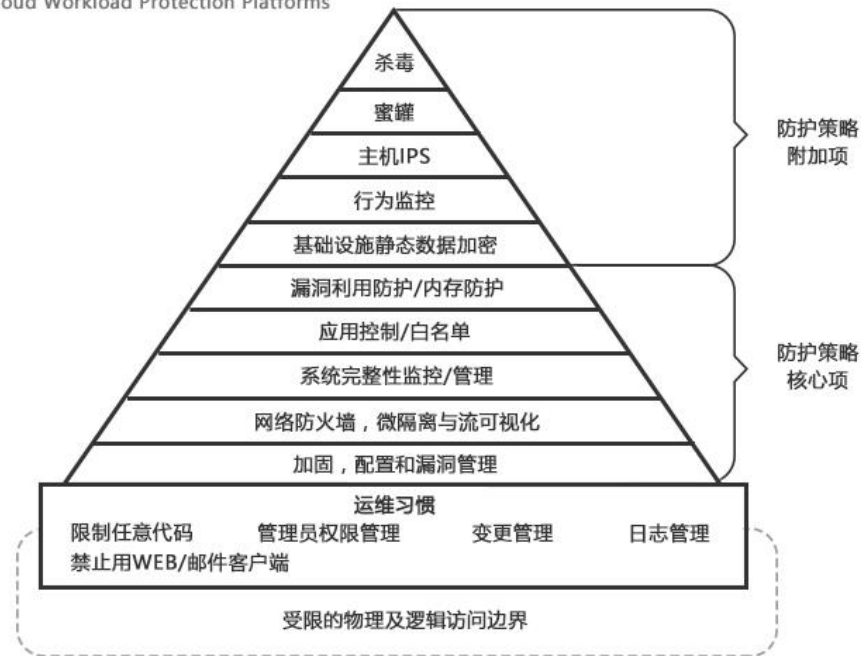 oud Workload Protection Platforms
杀毒
蜜罐
主机IPS
行为监控
基础设施静态数据加密
防护策略
附加项
漏洞利用防护/内存防护
应用控制/白名单
系统完整性监控/管理
网络防火墙，微隔离与流可视化
加固，配置和漏洞管理
防护策略
核心项
运维习惯
限制任意代码 管理员权限管理 变更管理 日志管理
禁止用WEB/邮件客户端
受限的物理及逻辑访问边界